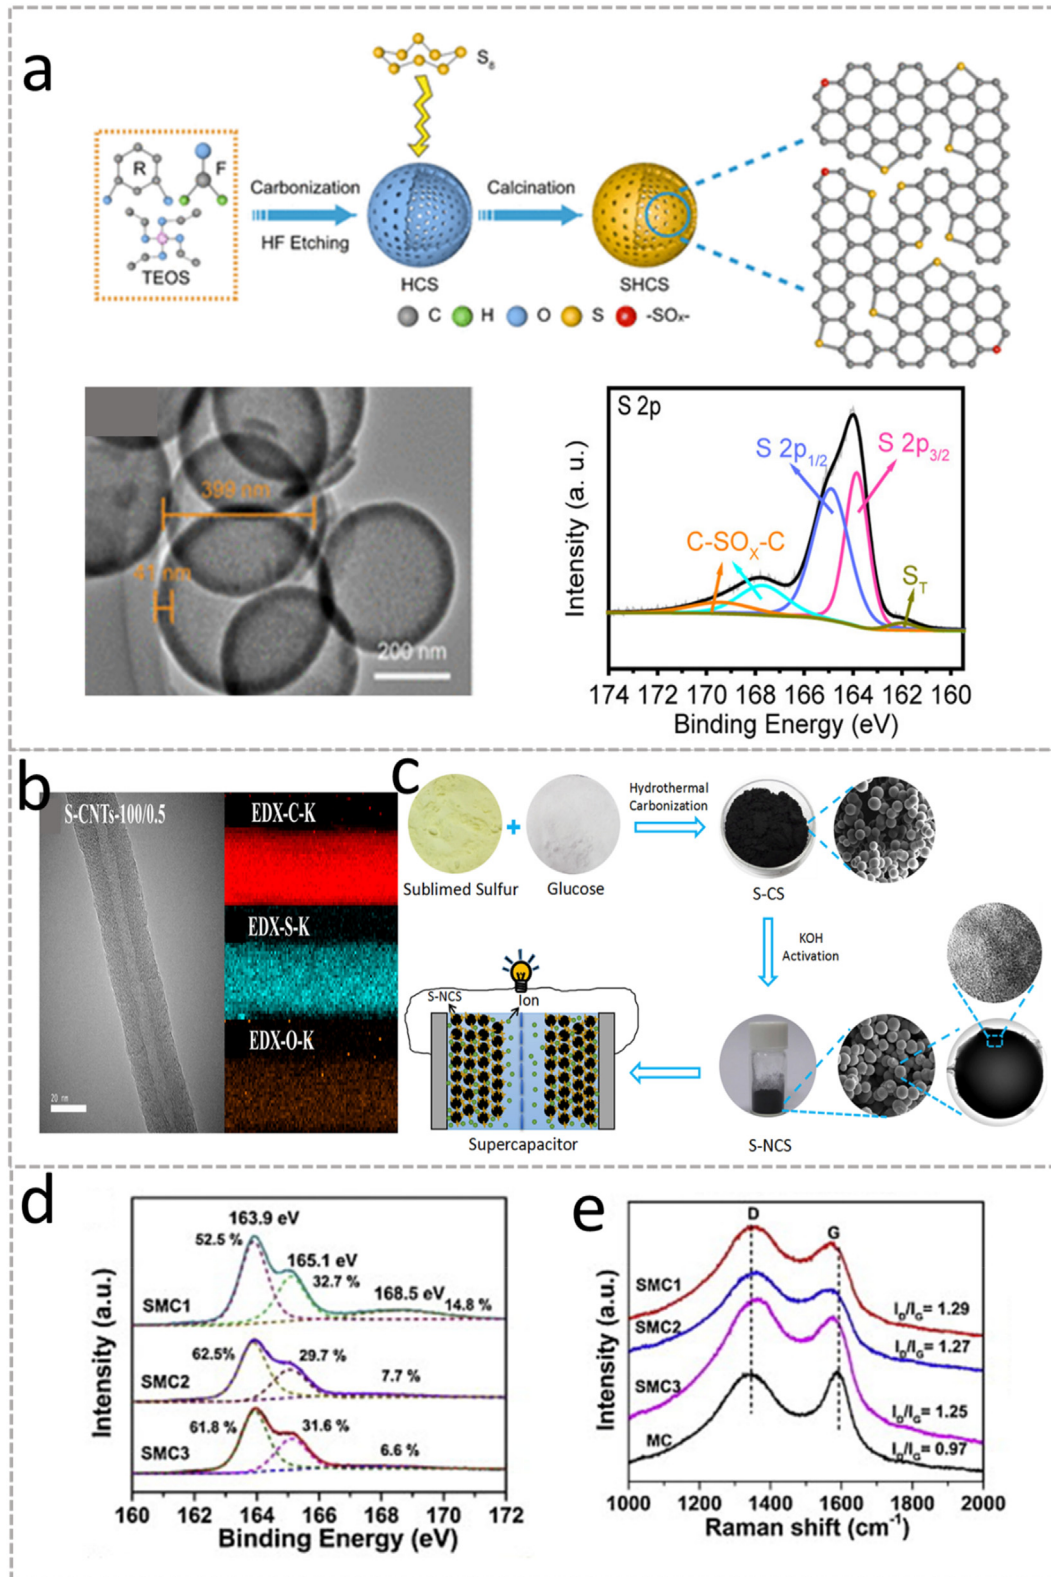 a
S8
R
F
TEOS
Carbonization
HF Etching
HCS
Calcination
SHCS
C
H
O
S
-SOx-
399 nm
41 nm
200 nm
S 2p
S 2p1/2
S 2p3/2
C-SOX-C
ST
Intensity (a. u.)
174 172 170 168 166 164 162 160
Binding Energy (eV)
b
S-CNTs-100/0.5
20 nm
EDX-C-K
EDX-S-K
EDX-O-K
c
Sublimed Sulfur
+
Glucose
Hydrothermal
Carbonization
S-CS
KOH
Activation
S-NCS
S-NCS
Ion
Supercapacitor
d
163.9 eV
52.5 %
165.1 eV
32.7 %
168.5 eV
14.8 %
SMC1
62.5%
29.7 %
7.7 %
SMC2
61.8 %
31.6 %
6.6 %
SMC3
Intensity (a.u.)
160 162 164 166 168 170 172
Binding Energy (eV)
e
D
G
SMC1
ID/IG= 1.29
SMC2
ID/IG= 1.27
SMC3
ID/IG= 1.25
MC
ID/IG= 0.97
Intensity (a.u.)
1000 1200 1400 1600 1800 2000
Raman shift (cm-1)